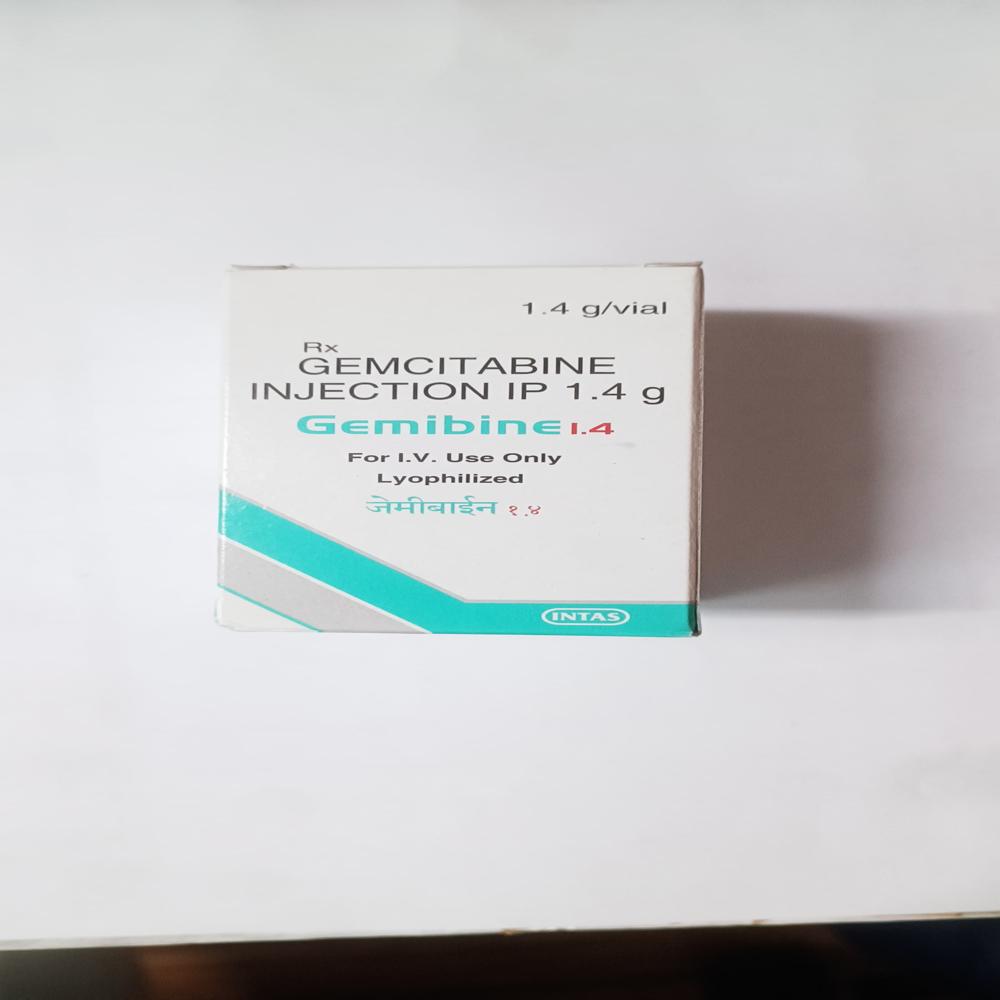 1.4 g/vial
Rx
GEMCITABINE
INJECTION IP 1.4 g
Gemibine 1.4
For I.V. Use Only
Lyophilized
जेमीबाईन १.४
INTAS